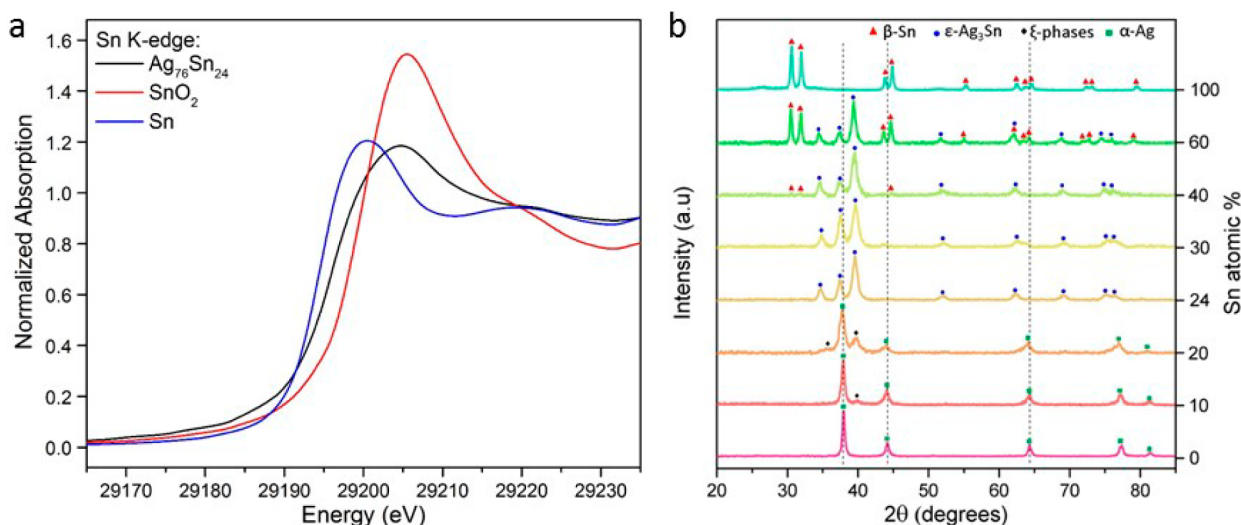 a
Sn K-edge:
Ag₇₆Sn₂₄
SnO₂
Sn
1.6
1.4
1.2
1.0
0.8
0.6
0.4
0.2
0.0
Normalized Absorption
29170 29180 29190 29200 29210 29220 29230
Energy (eV)
b
β-Sn ε-Ag₃Sn ξ-phases α-Ag
100
60
40
30
24
20
10
0
Intensity (a.u)
Sn atomic %
20 30 40 50 60 70 80
2θ (degrees)